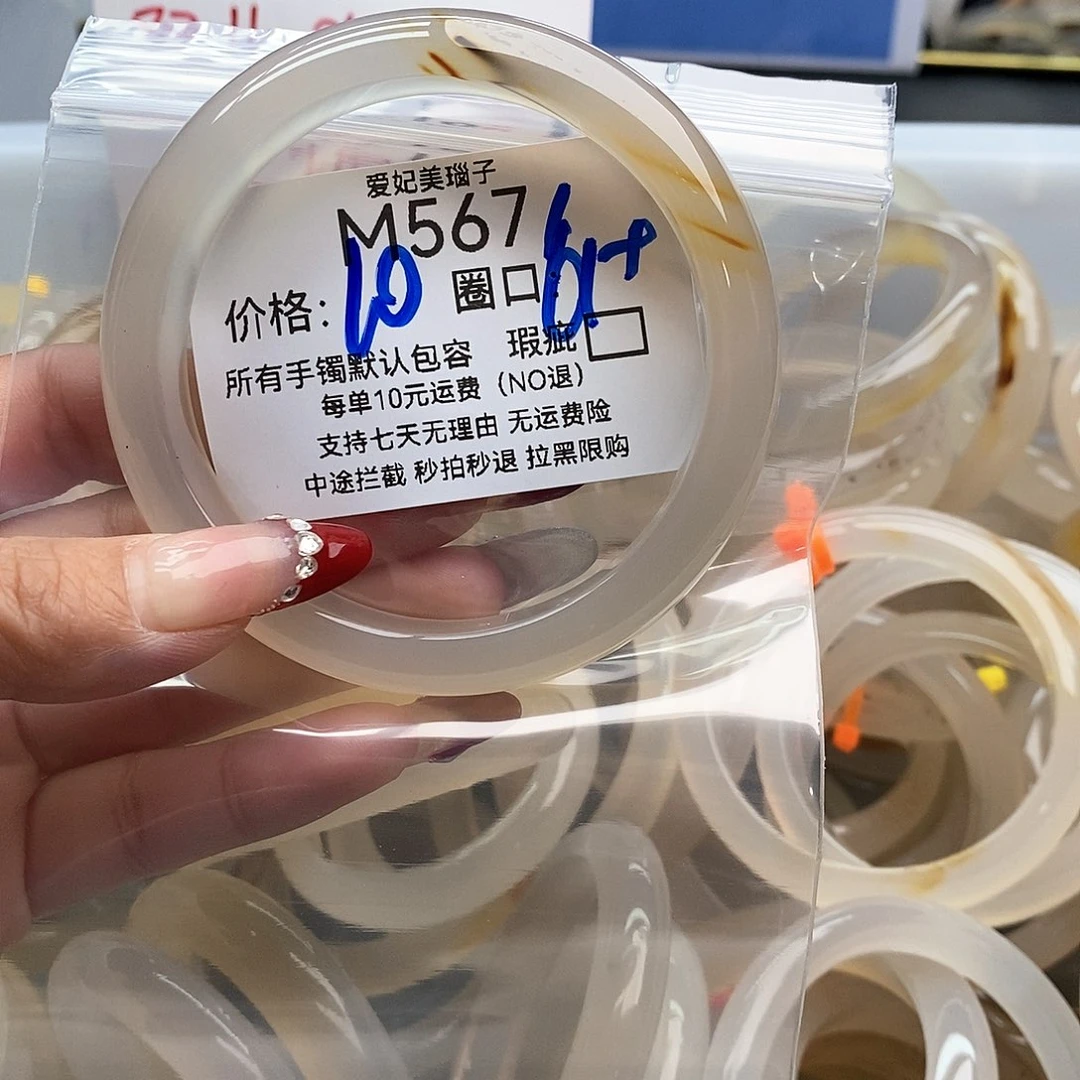 爱妃美瑙子
M567
价格: 10 圈口 61+
所有手镯默认包容 瑕疵
每单10元运费（NO退）
支持七天无理由 无运费险
中途拦截 秒拍秒退 拉黑限购